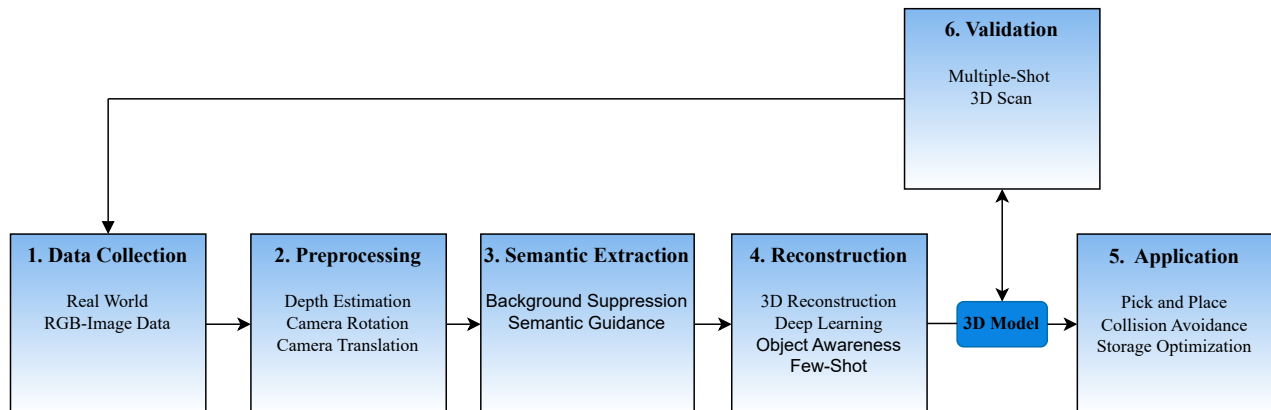 6. Validation
Multiple-Shot
3D Scan
1. Data Collection
Real World
RGB-Image Data
2. Preprocessing
Depth Estimation
Camera Rotation
Camera Translation
3. Semantic Extraction
Background Suppression
Semantic Guidance
4. Reconstruction
3D Reconstruction
Deep Learning
Object Awareness
Few-Shot
3D Model
5. Application
Pick and Place
Collision Avoidance
Storage Optimization